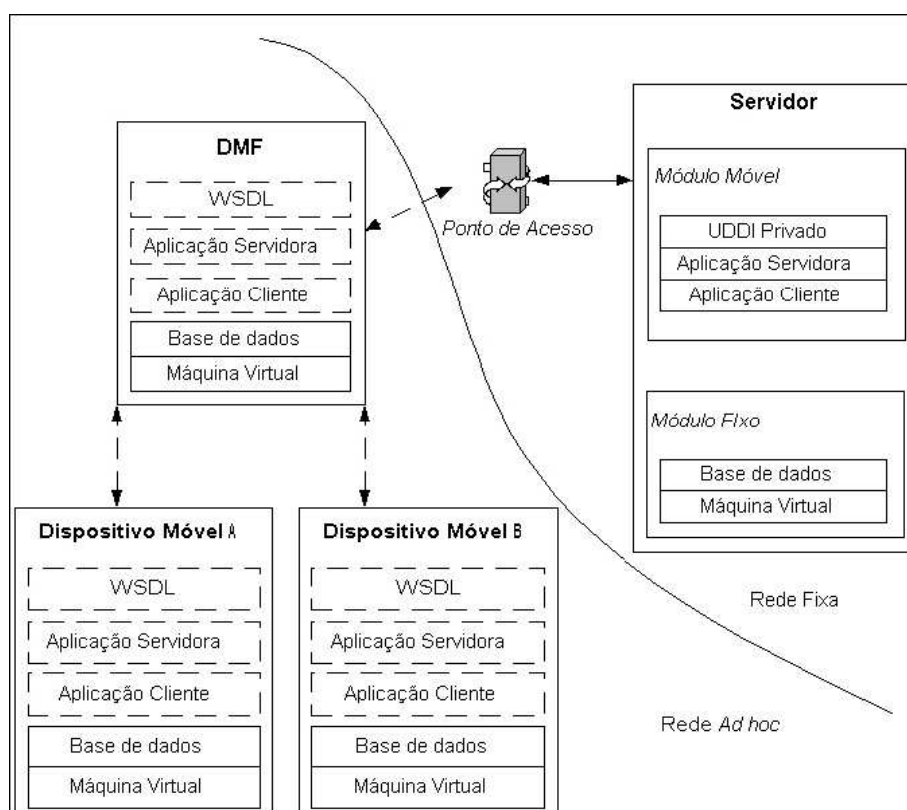 Servidor
Módulo Móvel
UDDI Privado
Aplicação Servidora
Aplicação Cliente
Módulo FIxo
Base de dados
Máquina Virtual
DMF
WSDL
Aplicação Servidora
Aplicação Cliente
Base de dados
Máquina Virtual
Ponto de Acesso
Dispositivo Móvel A
WSDL
Aplicação Servidora
Aplicação Cliente
Base de dados
Máquina Virtual
Dispositivo Móvel B
WSDL
Aplicação Servidora
Aplicação Cliente
Base de dados
Máquina Virtual
Rede Fixa
Rede Ad hoc